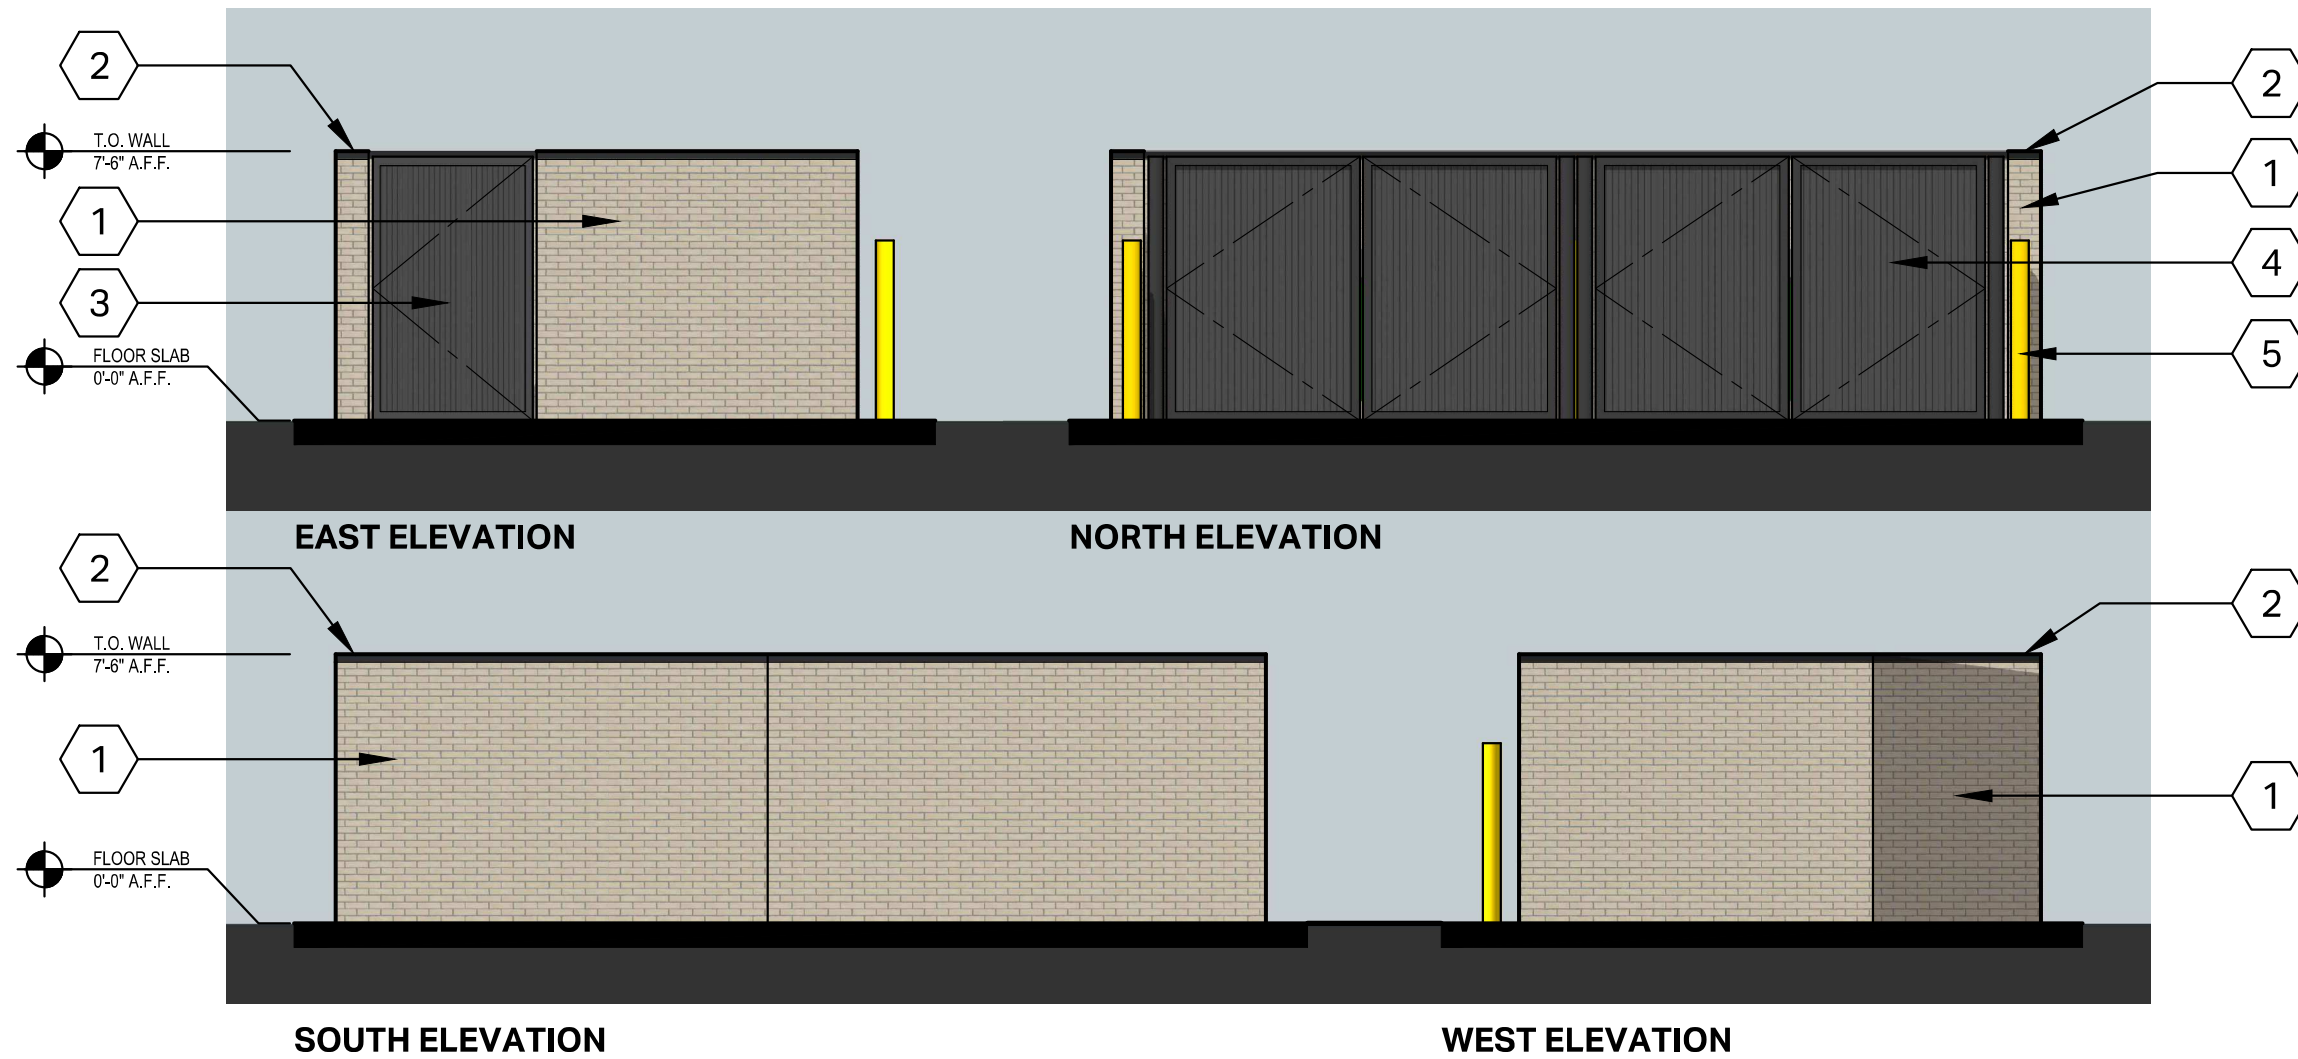 2
2
T.O. WALL
7'-6" A.F.F.
1
1
3
4
FLOOR SLAB
0'-0" A.F.F.
5
EAST ELEVATION
NORTH ELEVATION
2
2
T.O. WALL
7'-6" A.F.F.
1
1
FLOOR SLAB
0'-0" A.F.F.
SOUTH ELEVATION
WEST ELEVATION